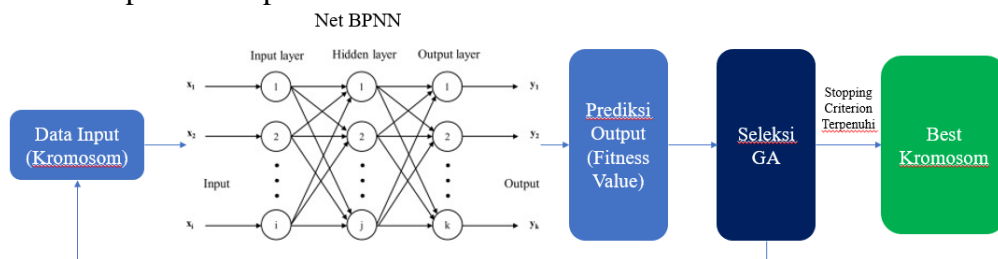 Net BPNN
Input layer
Hidden layer
Output layer
x₁
1
1
1
y₁
x₂
2
2
2
y₂
Input
Output
xᵢ
i
j
k
yₖ
Data Input
(Kromosom)
Prediksi
Output
(Fitness
Value)
Seleksi
GA
Stopping
Criterion
Terpenuhi
Best
Kromosom